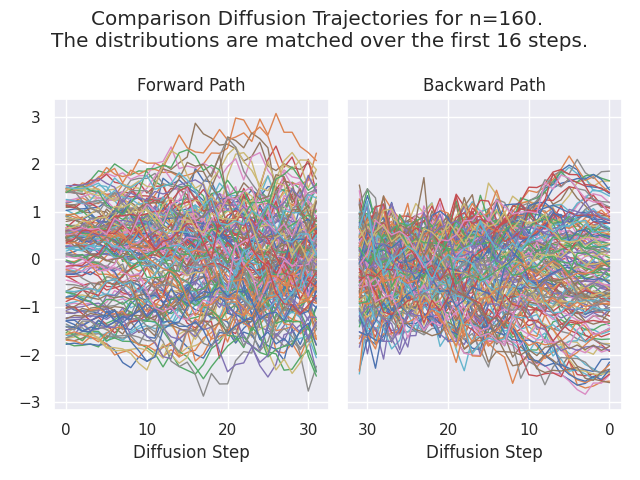 Comparison Diffusion Trajectories for n=160.
The distributions are matched over the first 16 steps.
Forward Path
Backward Path
3
2
1
0
−1
−2
−3
0 10 20 30
30 20 10 0
Diffusion Step
Diffusion Step